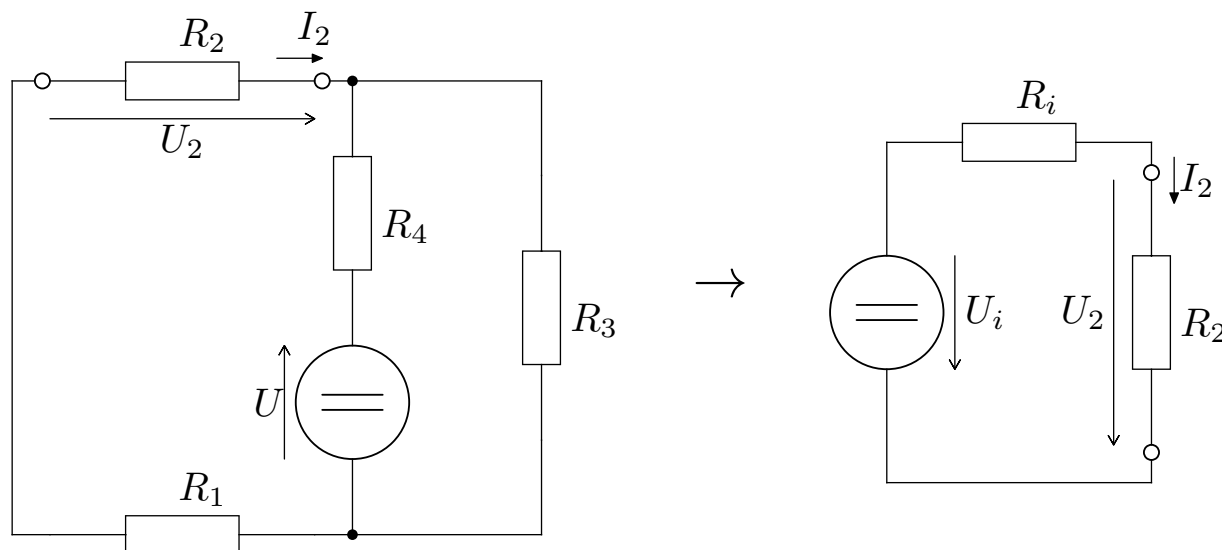 R₂
I₂
U₂
R₄
R₃
U
R₁
→
Rᵢ
I₂
Uᵢ
U₂
R₂